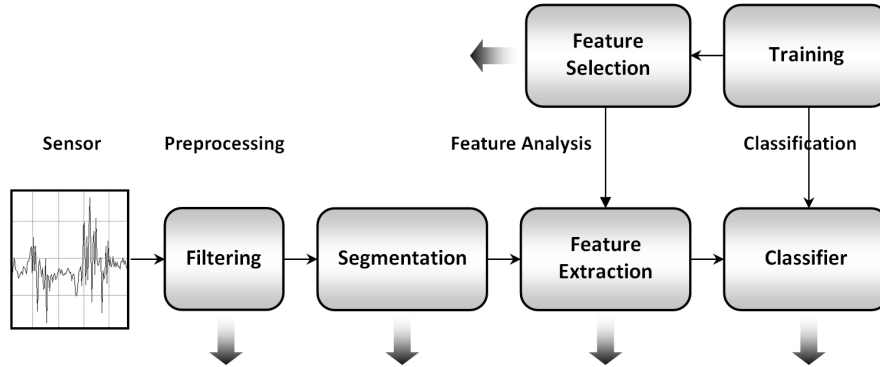 Feature
Selection
Training
Sensor
Preprocessing
Feature Analysis
Classification
Filtering
Segmentation
Feature
Extraction
Classifier